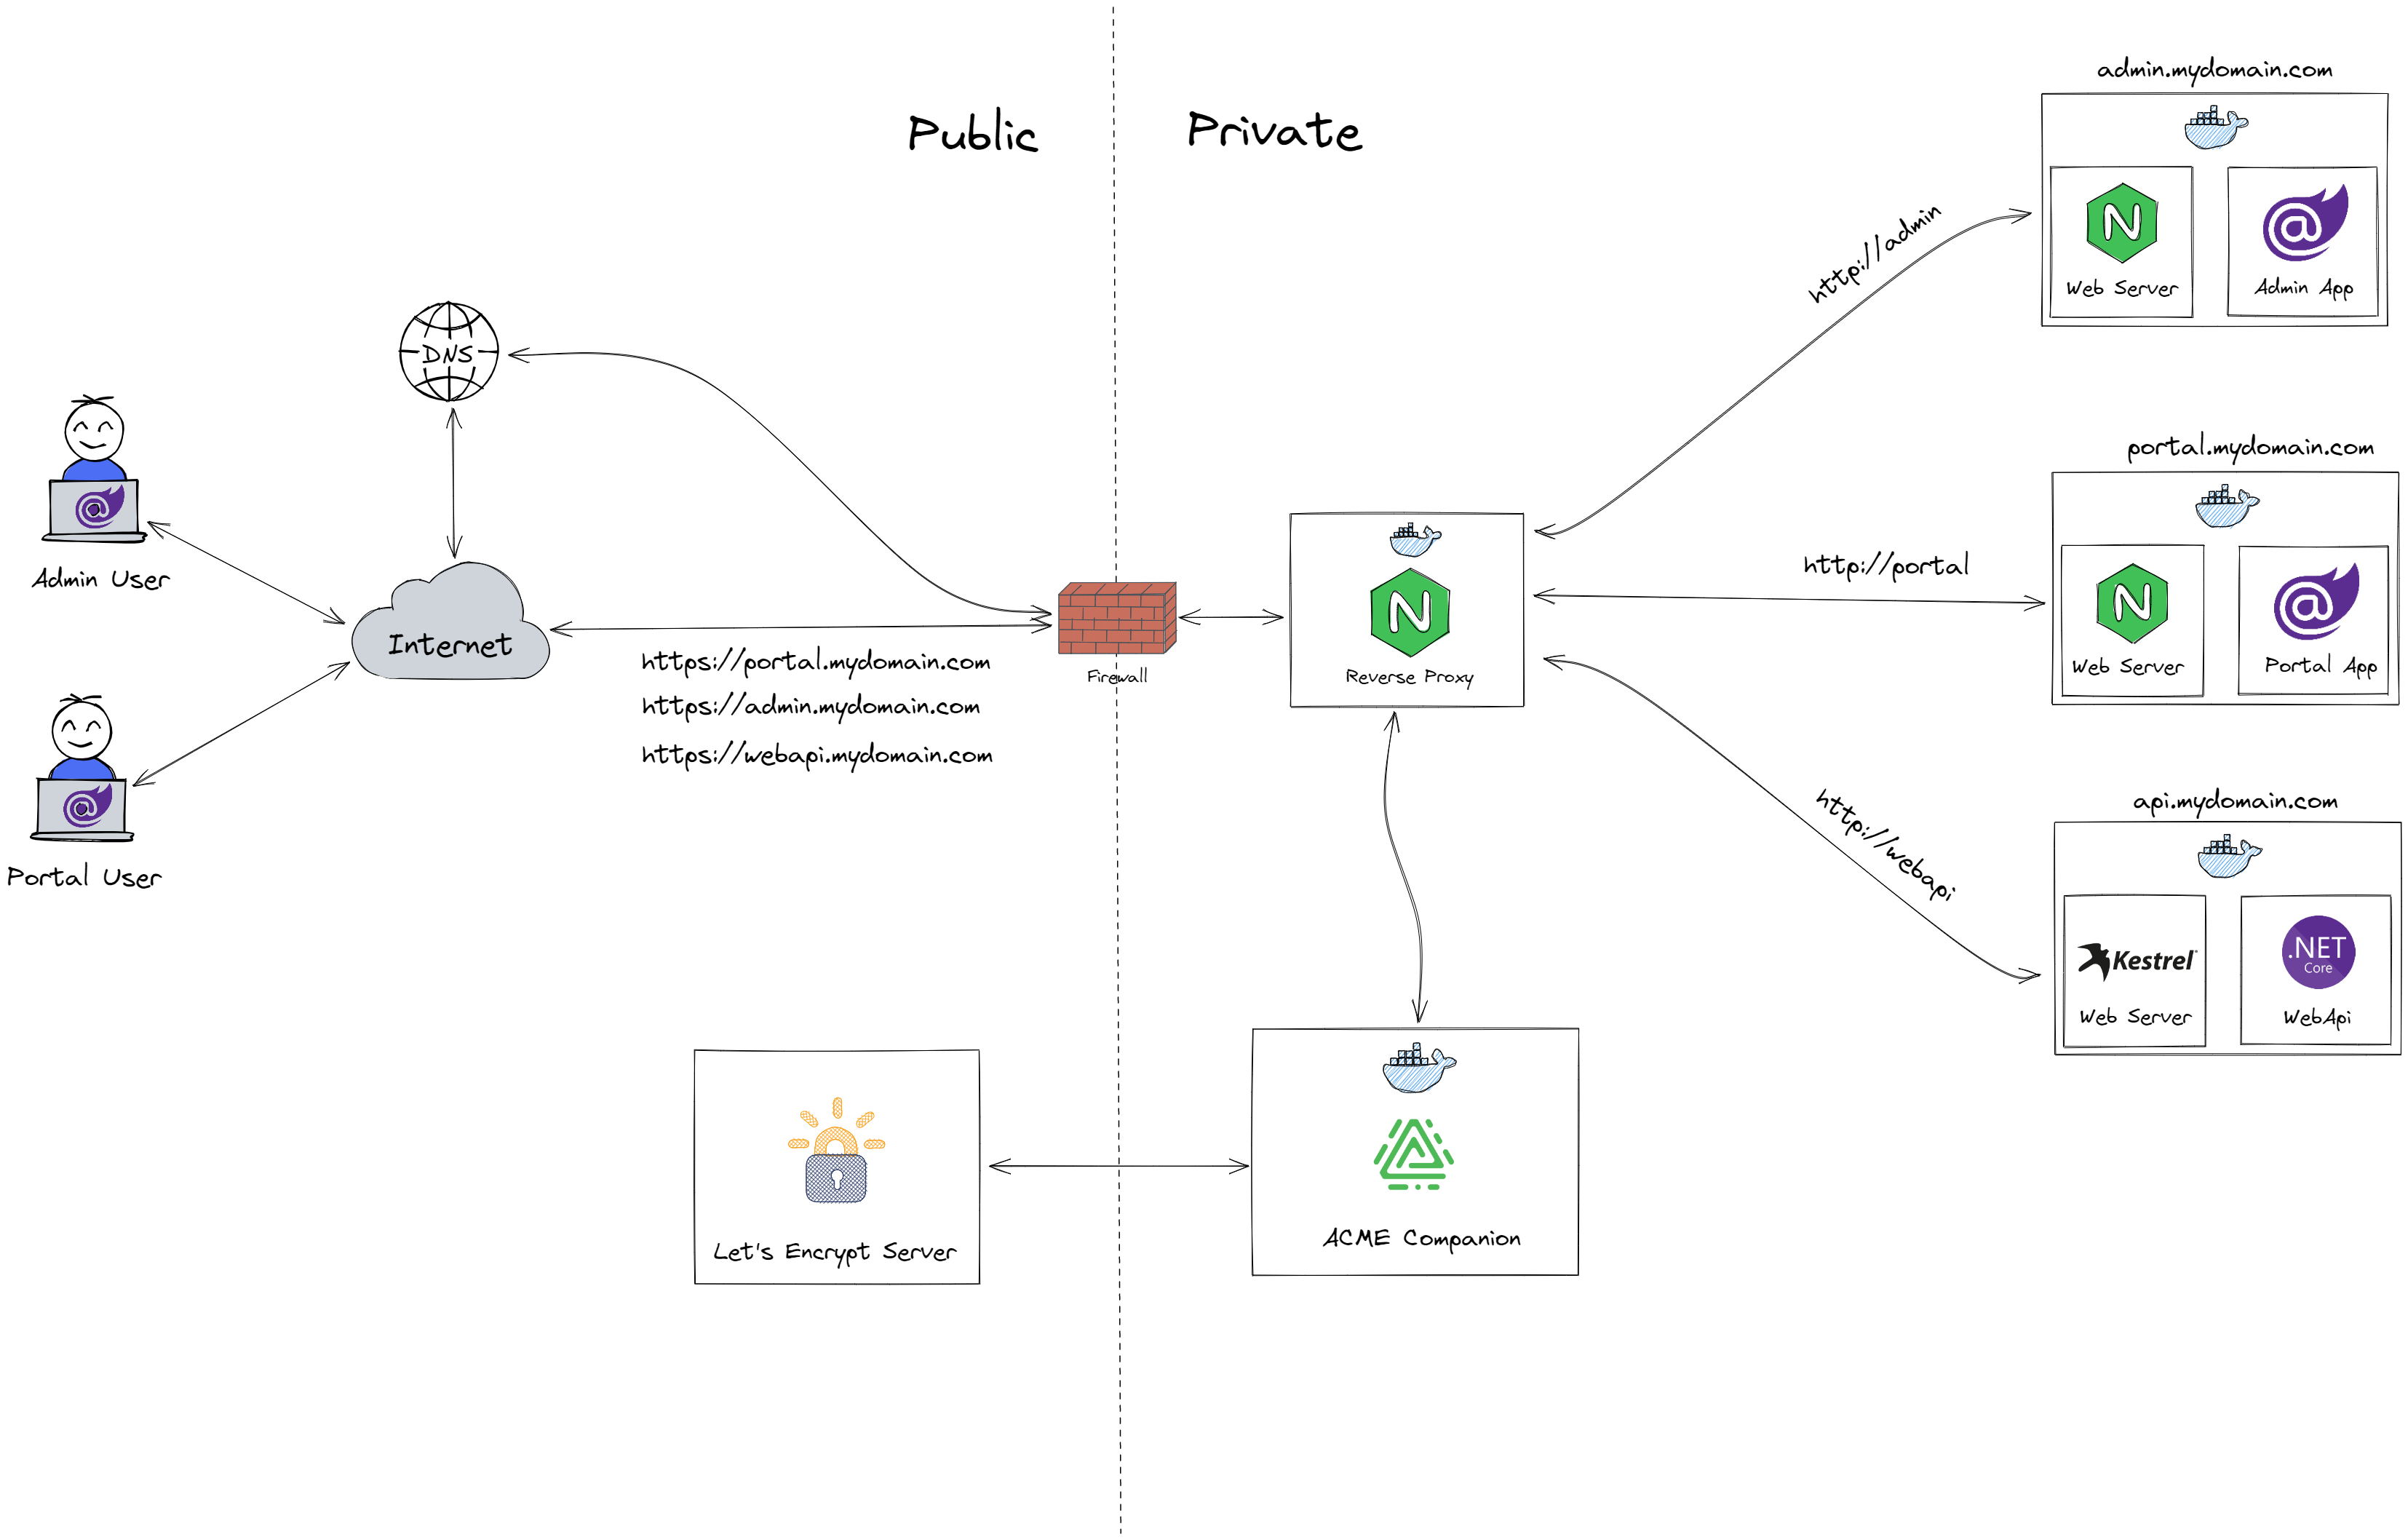 Public
Private
admin.mydomain.com
Web Server
Admin App
http://admin
DNS
Admin User
Internet
https://portal.mydomain.com
https://admin.mydomain.com
https://webapi.mydomain.com
Firewall
N
Reverse Proxy
http://portal
portal.mydomain.com
N
Web Server
@
Portal App
N
@
@
@
Portal User
http://webapi
api.mydomain.com
Kestrel
Web Server
.NET
Core
WebApi
Let's Encrypt Server
ACME Companion